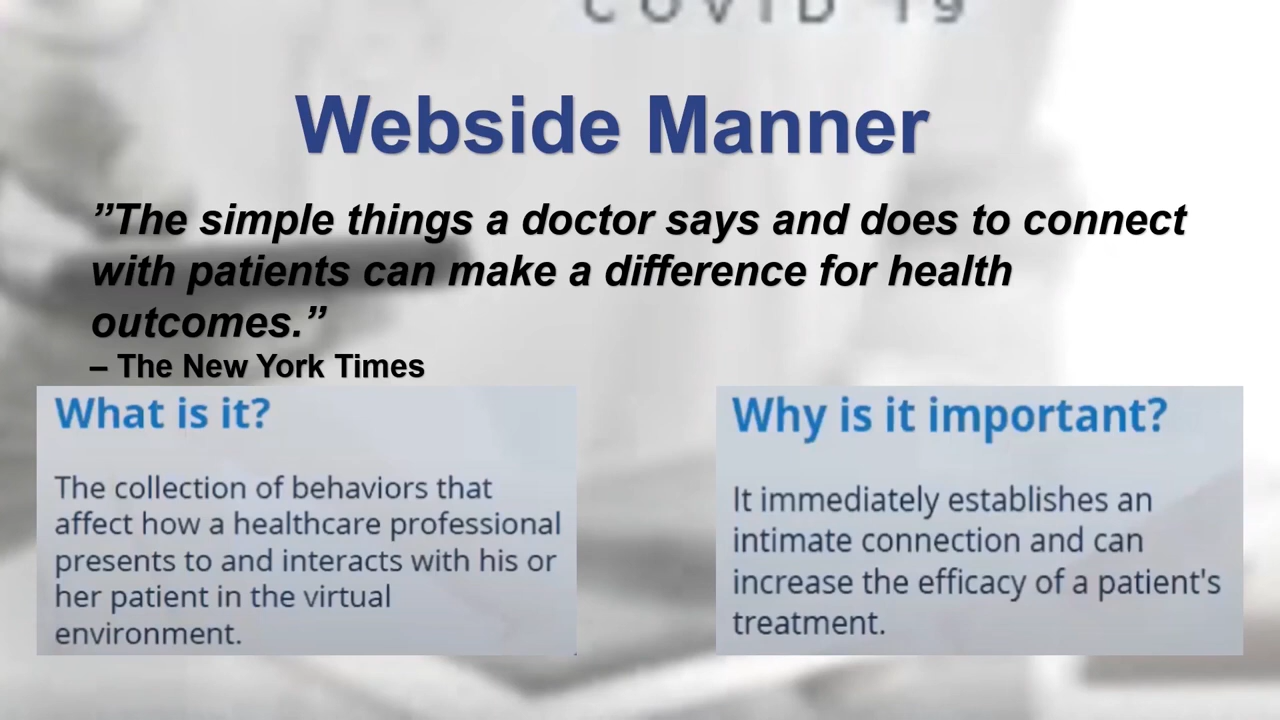 COVID 19
Webside Manner
”The simple things a doctor says and does to connect
with patients can make a difference for health
outcomes.”
– The New York Times
What is it?
The collection of behaviors that
affect how a healthcare professional
presents to and interacts with his or
her patient in the virtual
environment.
Why is it important?
It immediately establishes an
intimate connection and can
increase the efficacy of a patient's
treatment.